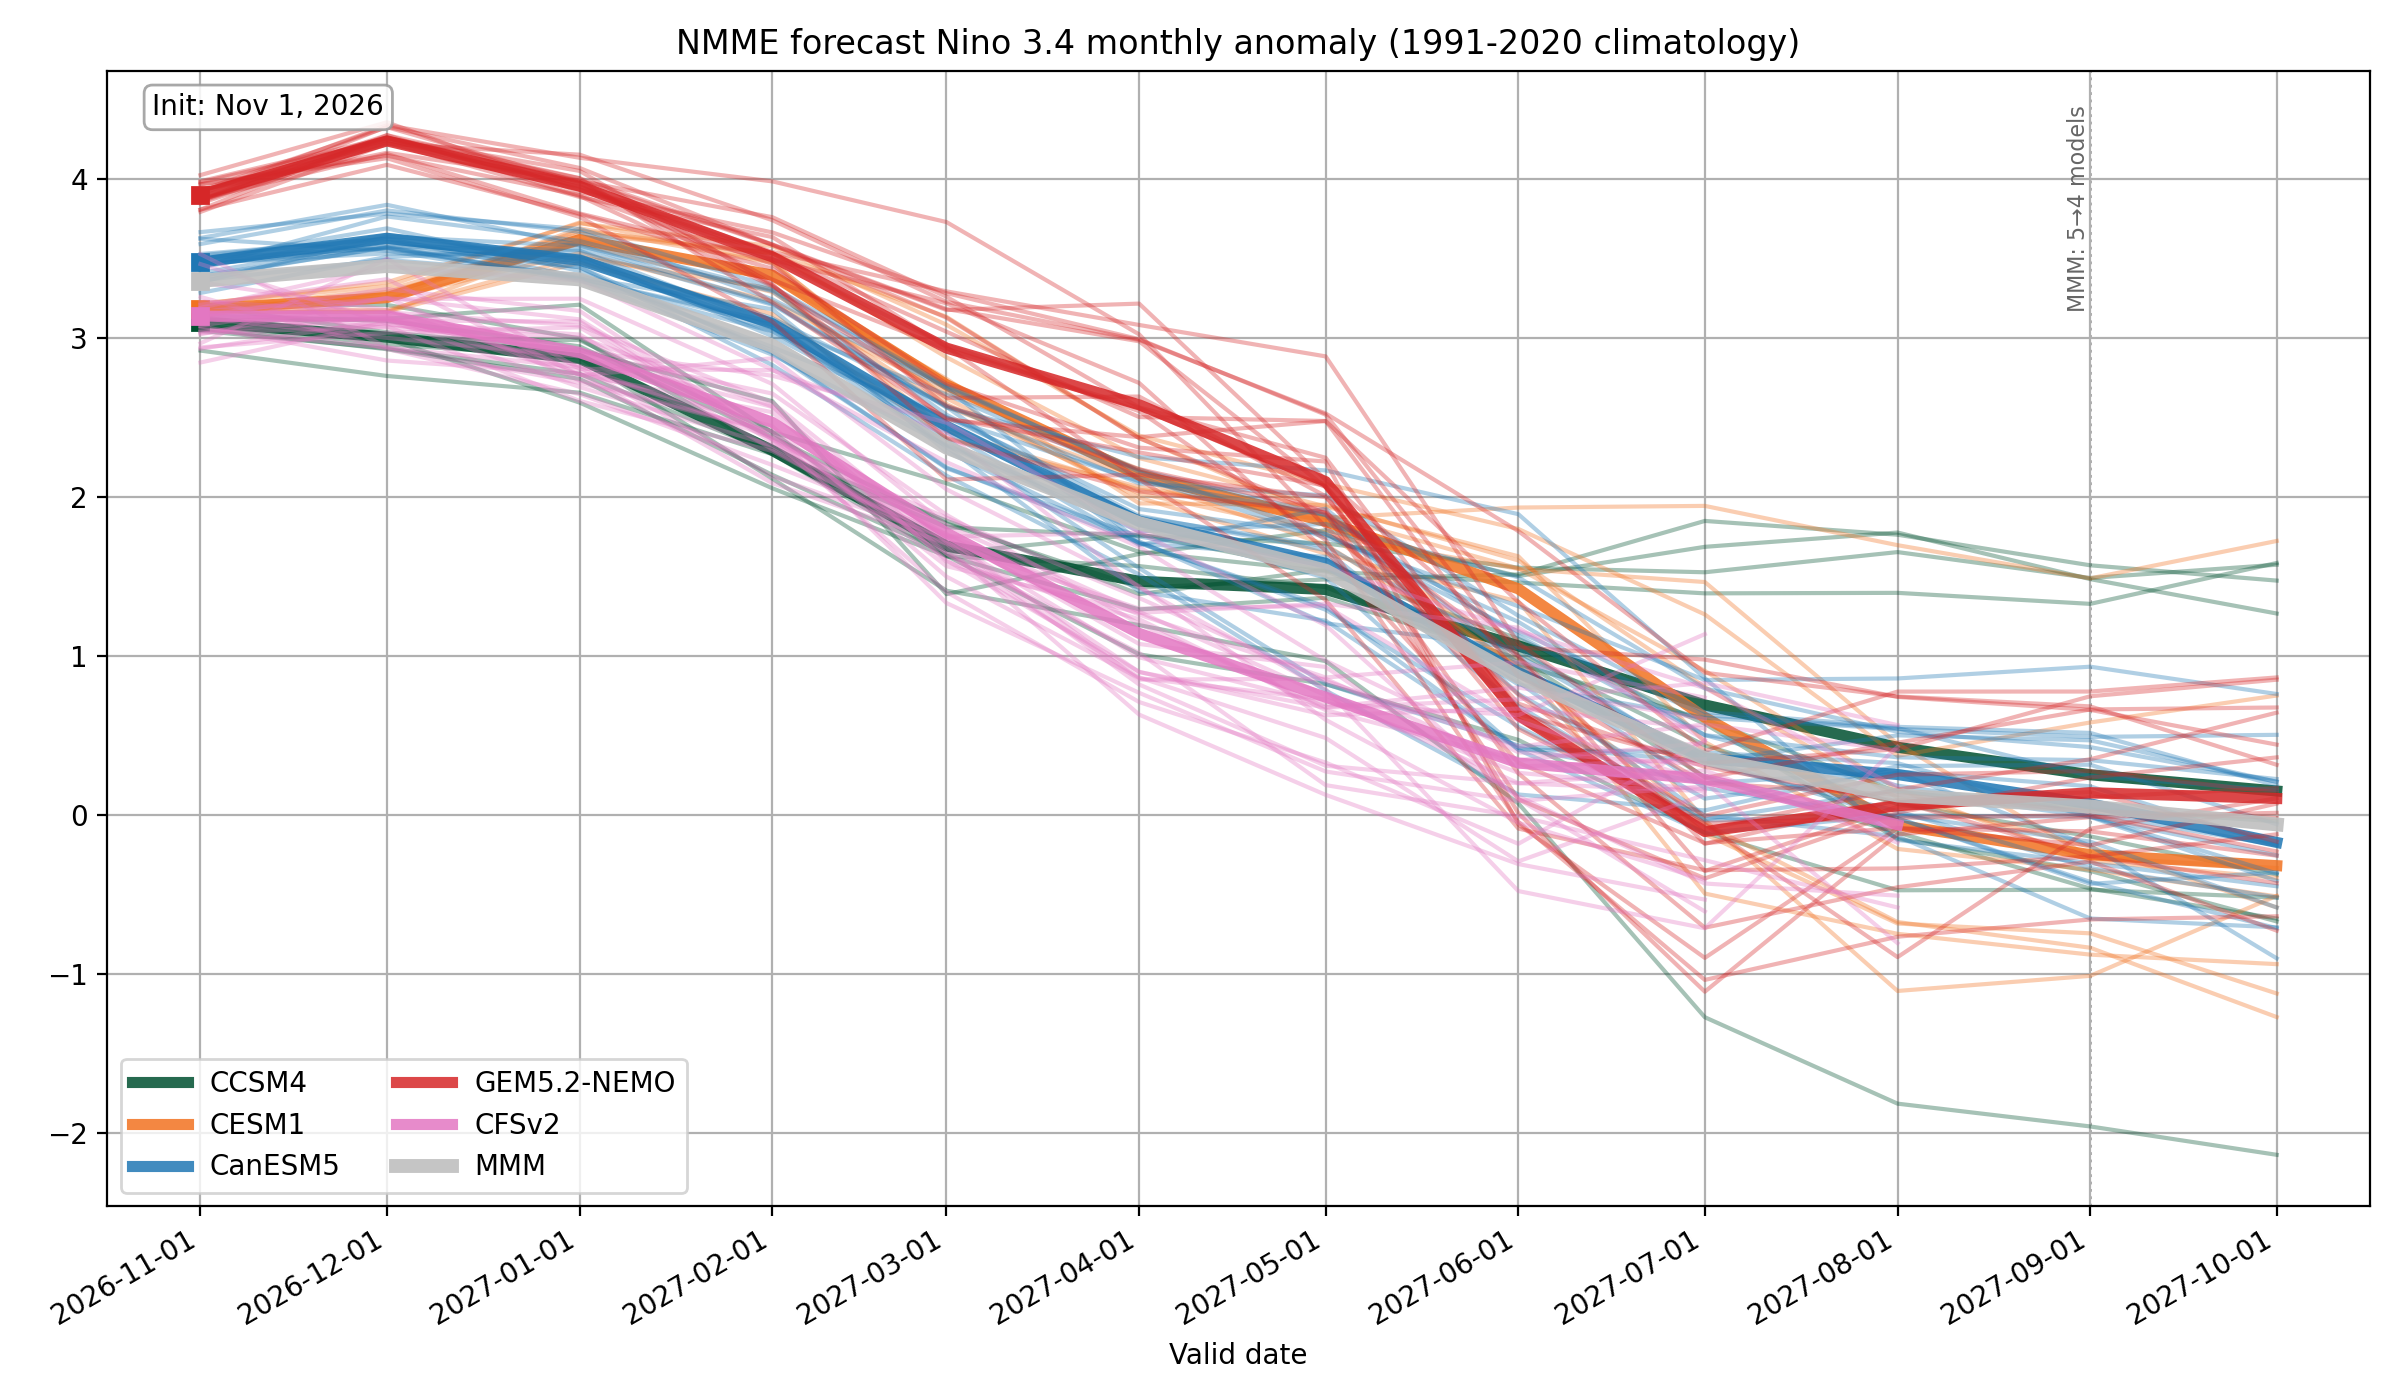 NMME forecast Nino 3.4 monthly anomaly (1991-2020 climatology)
Init: Nov 1, 2026
MMM: 5→4 models
4
3
2
1
0
−1
−2
CCSM4
CESM1
CanESM5
GEM5.2-NEMO
CFSv2
MMM
2026-11-01
2026-12-01
2027-01-01
2027-02-01
2027-03-01
2027-04-01
2027-05-01
2027-06-01
2027-07-01
2027-08-01
2027-09-01
2027-10-01
Valid date